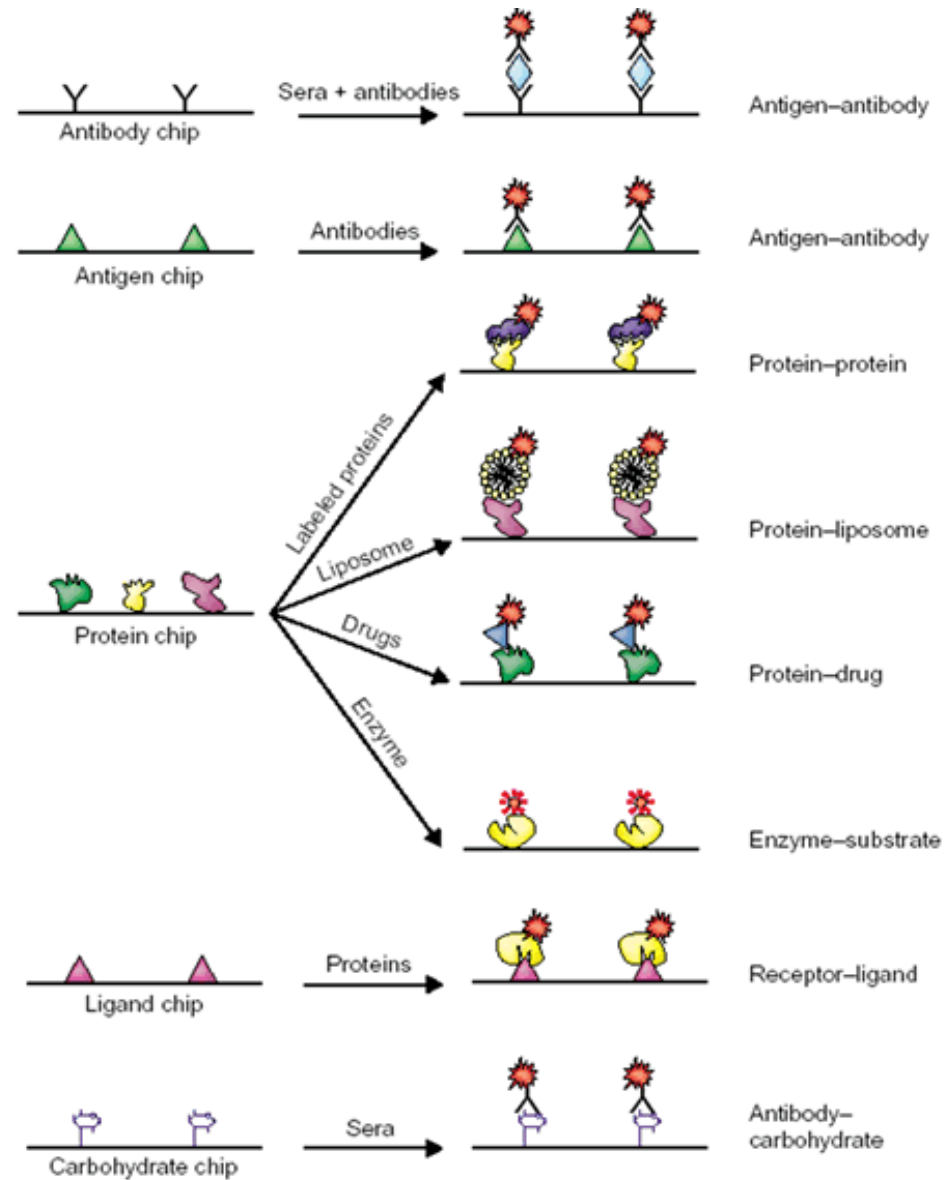 Sera + antibodies
Antibody chip
Antigen–antibody
Antibodies
Antigen chip
Antigen–antibody
Labeled proteins
Protein–protein
Liposome
Protein–liposome
Protein chip
Drugs
Protein–drug
Enzyme
Enzyme–substrate
Proteins
Ligand chip
Receptor–ligand
Sera
Carbohydrate chip
Antibody–
carbohydrate